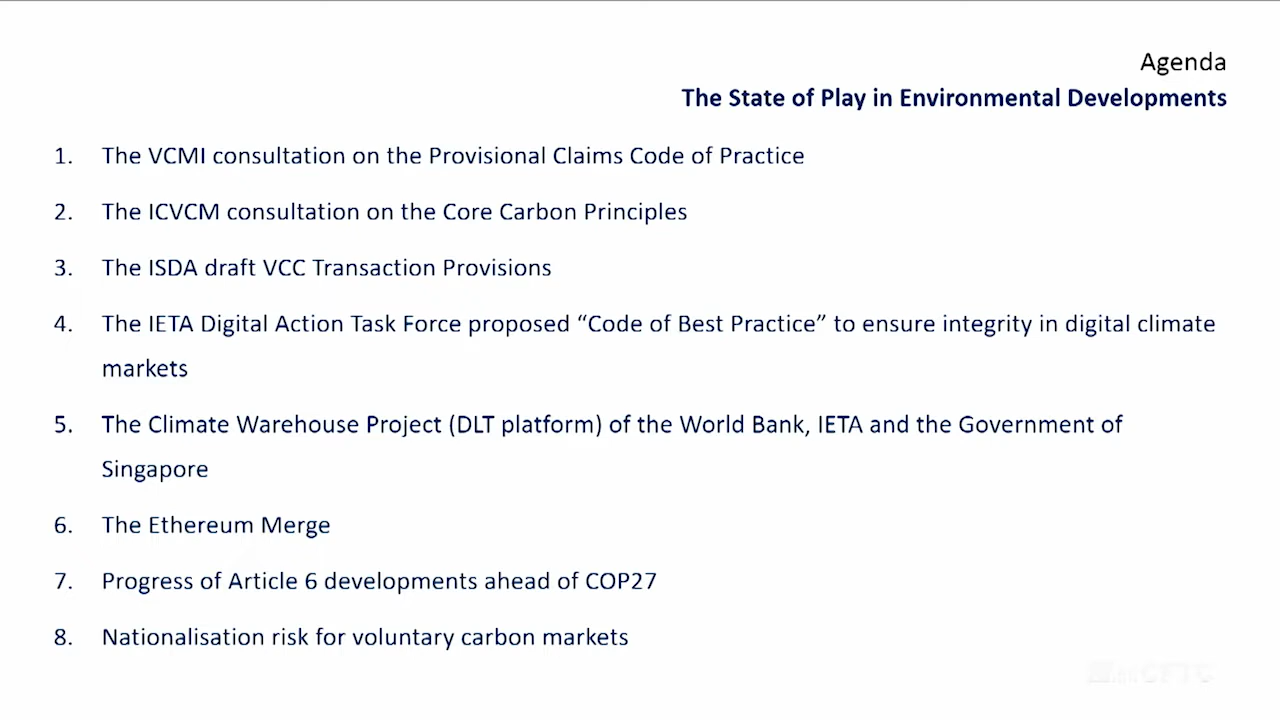 Agenda
The State of Play in Environmental Developments
1. The VCMI consultation on the Provisional Claims Code of Practice
2. The ICVCM consultation on the Core Carbon Principles
3. The ISDA draft VCC Transaction Provisions
4. The IETA Digital Action Task Force proposed “Code of Best Practice” to ensure integrity in digital climate
markets
5. The Climate Warehouse Project (DLT platform) of the World Bank, IETA and the Government of
Singapore
6. The Ethereum Merge
7. Progress of Article 6 developments ahead of COP27
8. Nationalisation risk for voluntary carbon markets